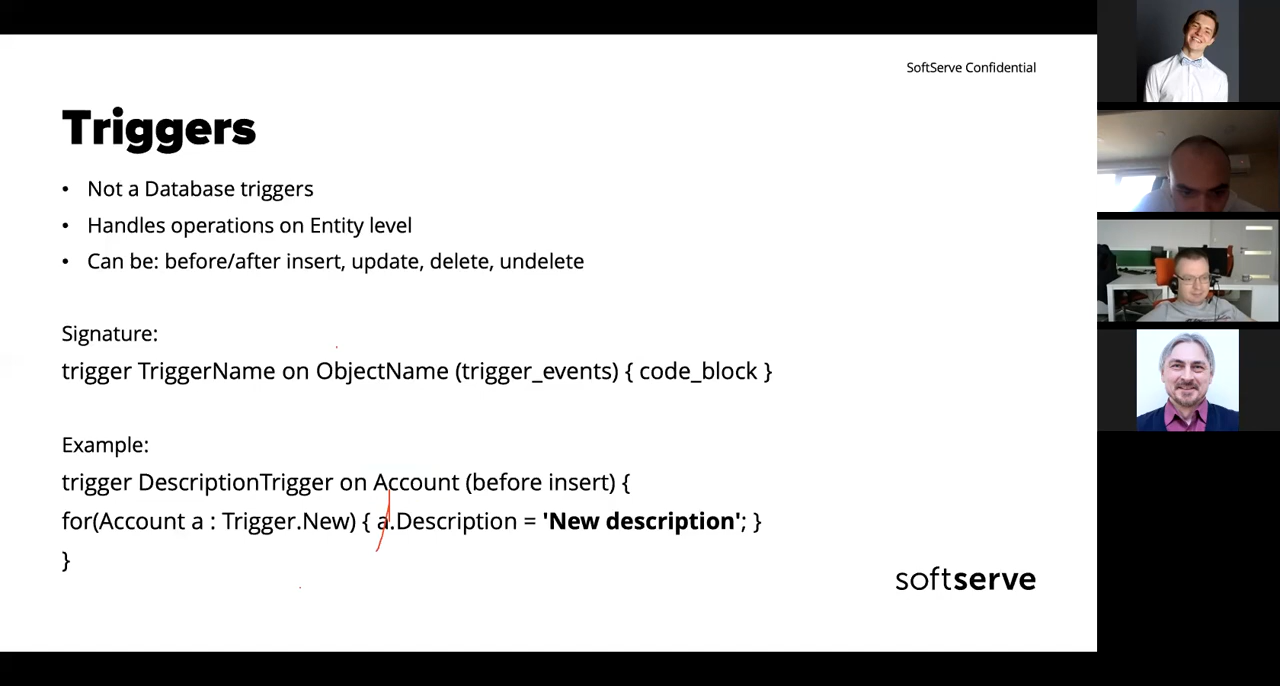 SoftServe Confidential
Triggers
• Not a Database triggers
• Handles operations on Entity level
• Can be: before/after insert, update, delete, undelete
Signature:
trigger TriggerName on ObjectName (trigger_events) { code_block }
Example:
trigger DescriptionTrigger on Account (before insert) {
for(Account a : Trigger.New) { a.Description = 'New description'; }
}
softserve